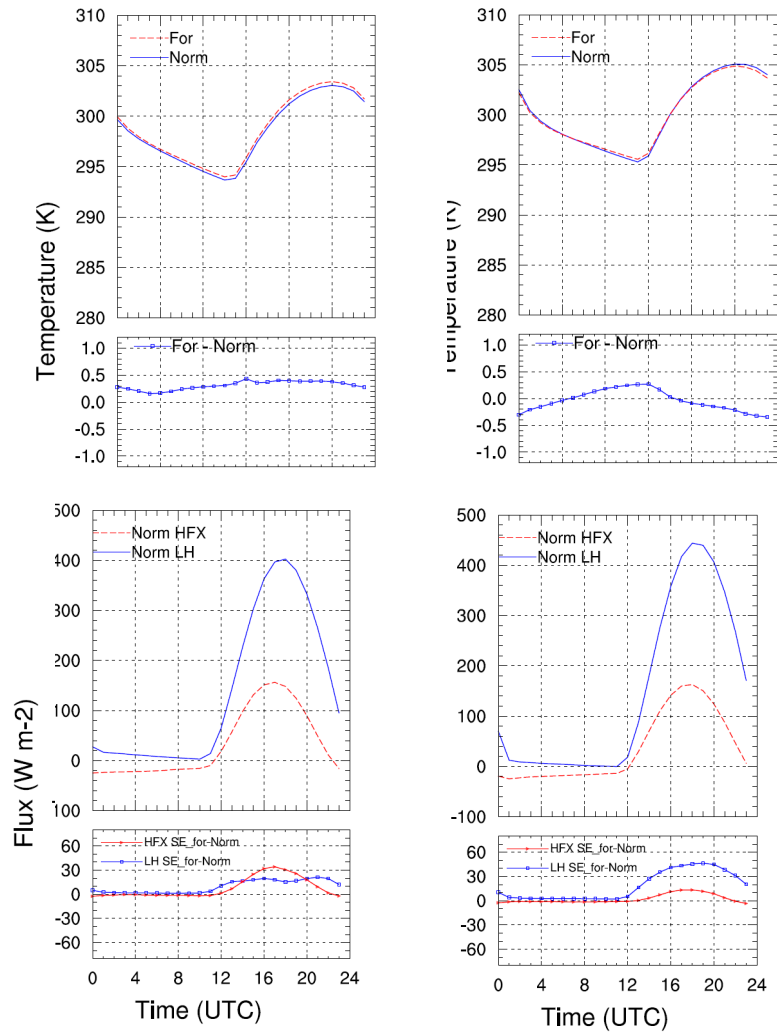 310
305
300
295
290
285
280
For
Norm
Temperature (K)
1.0
0.5
0.0
-0.5
-1.0
For - Norm
310
305
300
295
290
285
280
For
Norm
Temperature (K)
1.0
0.5
0.0
-0.5
-1.0
For - Norm
500
400
300
200
100
0
100
Norm HFX
Norm LH
Flux (W m-2)
60
30
0
-30
-60
HFX SE_for-Norm
LH SE_for-Norm
0 4 8 12 16 20 24
Time (UTC)
500
400
300
200
100
0
-100
Norm HFX
Norm LH
60
30
0
-30
-60
HFX SE_for-Norm
LH SE_for-Norm
0 4 8 12 16 20 24
Time (UTC)